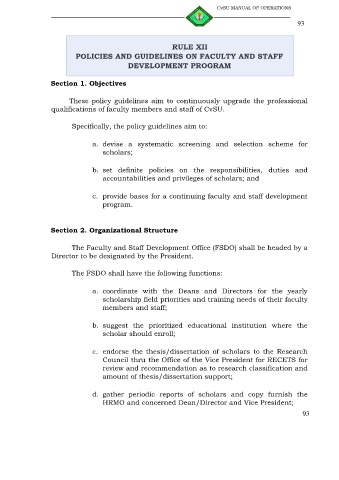 CvSU MANUAL OF OPERATIONS
93
RULE XII
POLICIES AND GUIDELINES ON FACULTY AND STAFF
DEVELOPMENT PROGRAM
Section 1. Objectives
These policy guidelines aim to continuously upgrade the professional
qualifications of faculty members and staff of CvSU.
Specifically, the policy guidelines aim to:
a. devise a systematic screening and selection scheme for
scholars;
b. set definite policies on the responsibilities, duties and
accountabilities and privileges of scholars; and
c. provide bases for a continuing faculty and staff development
program.
Section 2. Organizational Structure
The Faculty and Staff Development Office (FSDO) shall be headed by a
Director to be designated by the President.
The FSDO shall have the following functions:
a. coordinate with the Deans and Directors for the yearly
scholarship field priorities and training needs of their faculty
members and staff;
b. suggest the prioritized educational institution where the
scholar should enroll;
c. endorse the thesis/dissertation of scholars to the Research
Council thru the Office of the Vice President for RECETS for
review and recommendation as to research classification and
amount of thesis/dissertation support;
d. gather periodic reports of scholars and copy furnish the
HRMO and concerned Dean/Director and Vice President;
93